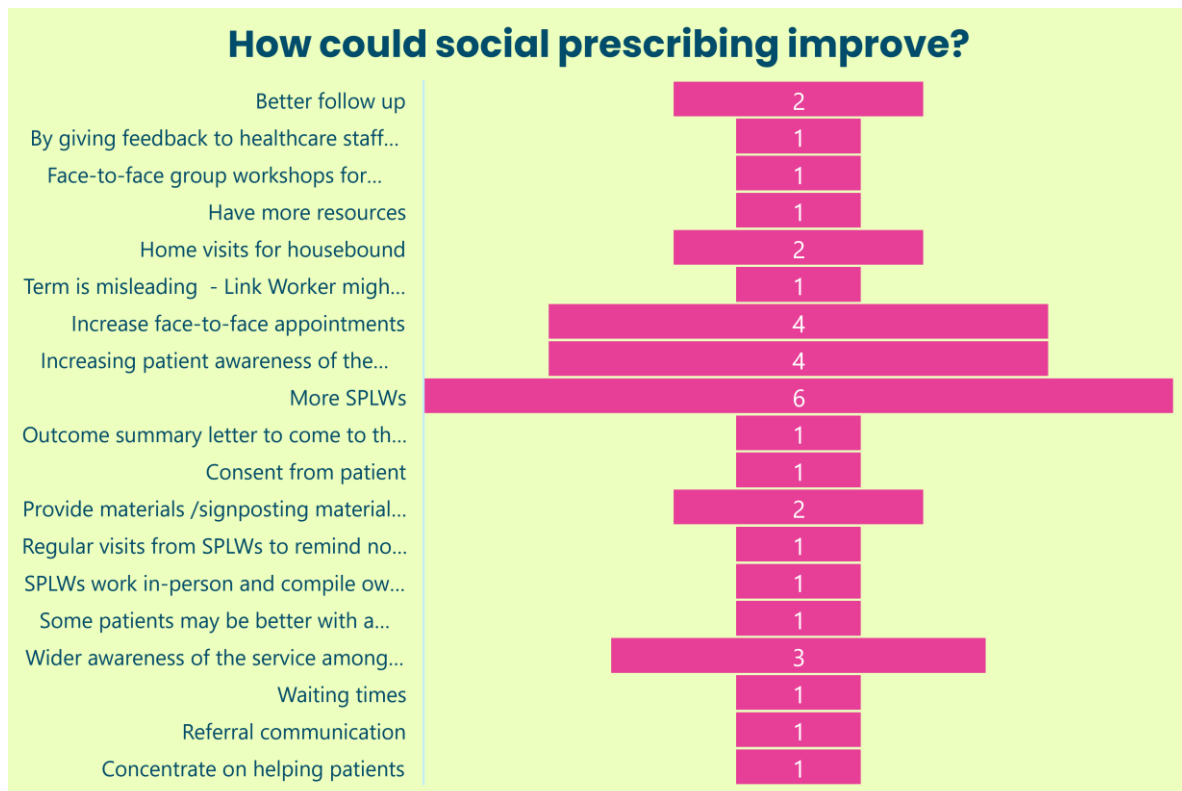 How could social prescribing improve?
Better follow up 2
By giving feedback to healthcare staff... 1
Face-to-face group workshops for... 1
Have more resources 1
Home visits for housebound 2
Term is misleading  - Link Worker migh... 1
Increase face-to-face appointments 4
Increasing patient awareness of the... 4
More SPLWs 6
Outcome summary letter to come to th... 1
Consent from patient 1
Provide materials /signposting material... 2
Regular visits from SPLWs to remind no... 1
SPLWs work in-person and compile ow... 1
Some patients may be better with a... 1
Wider awareness of the service among... 3
Waiting times 1
Referral communication 1
Concentrate on helping patients 1